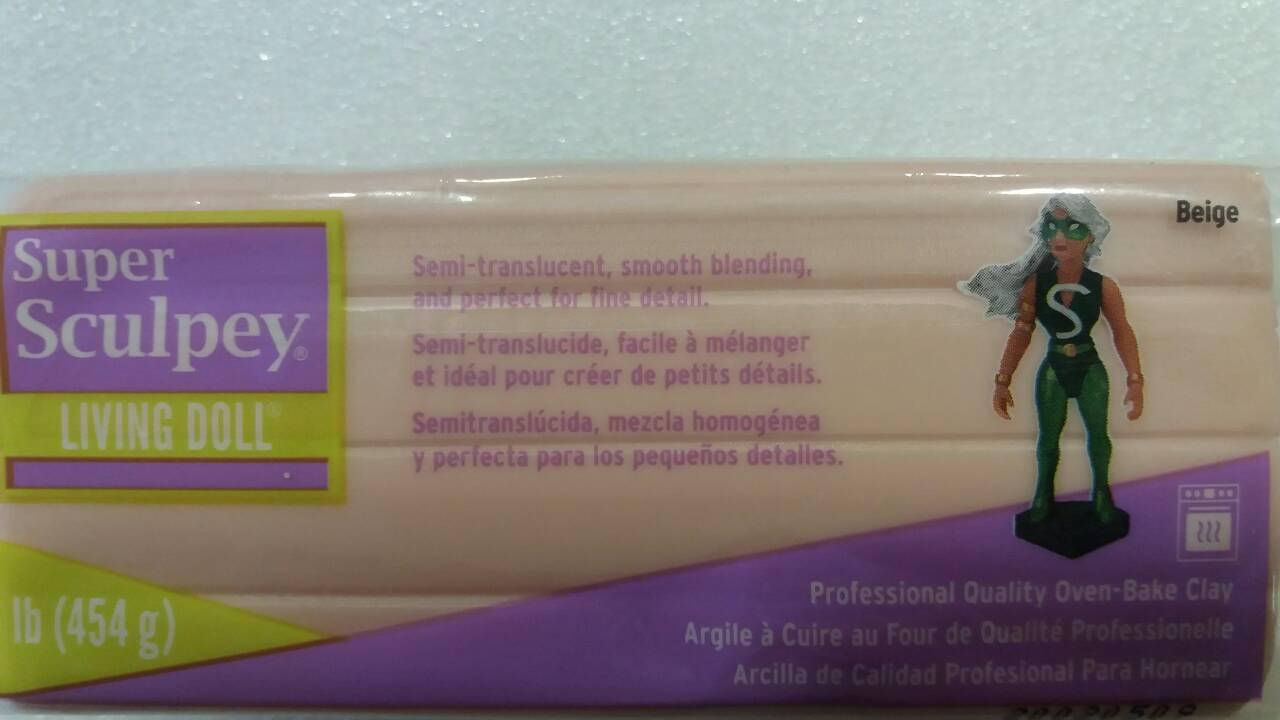 Super
Sculpey®
LIVING DOLL®
lb (454 g)
Semi-translucent, smooth blending,
and perfect for fine detail.
Semi-translucide, facile à mélanger
et idéal pour créer de petits détails.
Semitranslúcida, mezcla homogénea
y perfecta para los pequeños detalles.
Beige
S
Professional Quality Oven-Bake Clay
Argile à Cuire au Four de Qualité Professionelle
Arcilla de Calidad Profesional Para Hornear